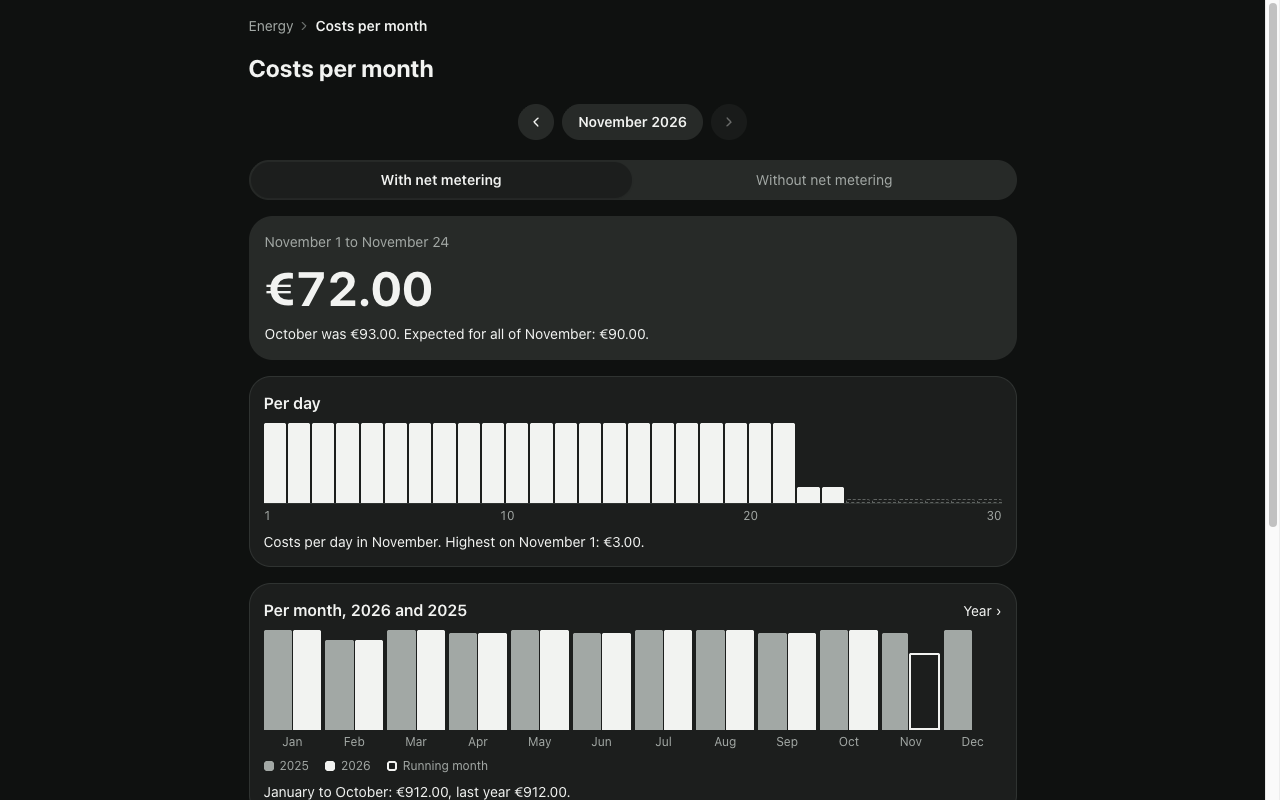 Energy › Costs per month
Costs per month
November 2026
With net metering
Without net metering
November 1 to November 24
€72.00
October was €93.00. Expected for all of November: €90.00.
Per day
1 10 20 30
Costs per day in November. Highest on November 1: €3.00.
Per month, 2026 and 2025
Year ›
Jan Feb Mar Apr May Jun Jul Aug Sep Oct Nov Dec
2025 2026 Running month
January to October: €912.00, last year €912.00.